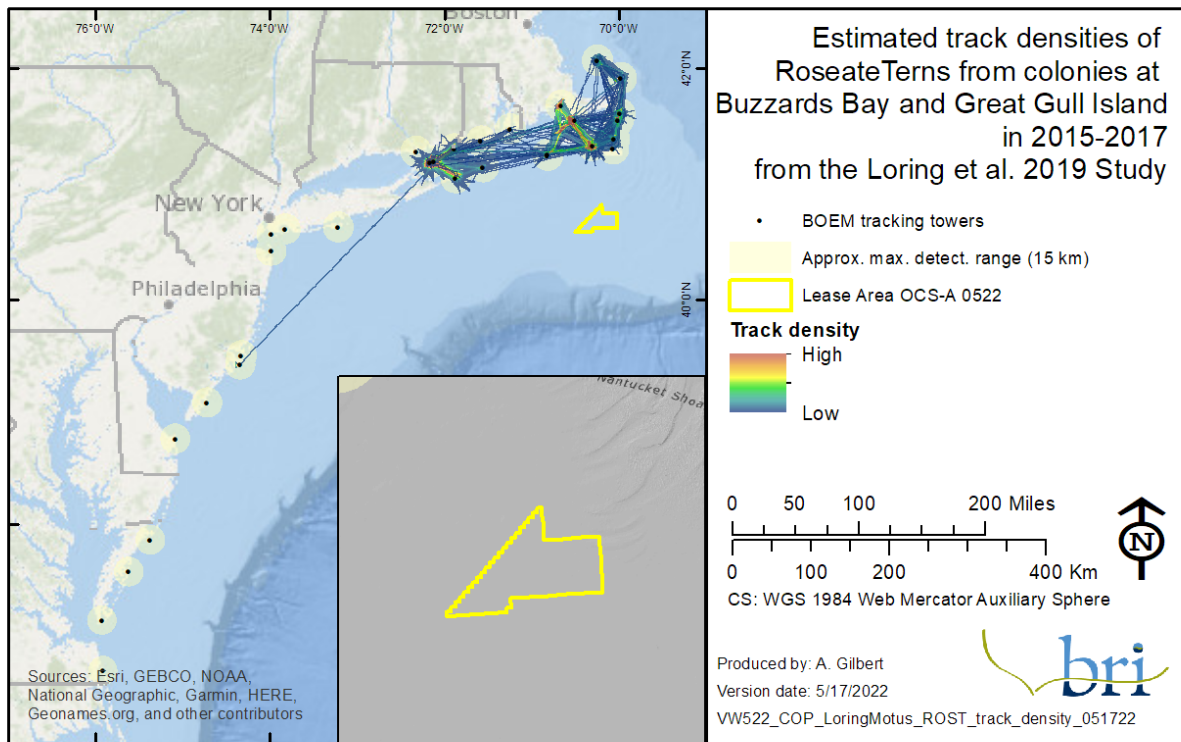 76°0'W
74°0'W
72°0'W
70°0'W
Boston
42°0'N
New York
40°0'N
Philadelphia
Nantucket Shoa
Sources: Esri, GEBCO, NOAA,
National Geographic, Garmin, HERE,
Geonames.org, and other contributors
Estimated track densities of
RoseateTerns from colonies at
Buzzards Bay and Great Gull Island
in 2015-2017
from the Loring et al. 2019 Study
BOEM tracking towers
Approx. max. detect. range (15 km)
Lease Area OCS-A 0522
Track density
High
Low
0 50 100 200 Miles
0 100 200 400 Km
N
CS: WGS 1984 Web Mercator Auxiliary Sphere
Produced by: A. Gilbert
Version date: 5/17/2022
VW522_COP_LoringMotus_ROST_track_density_051722
bri